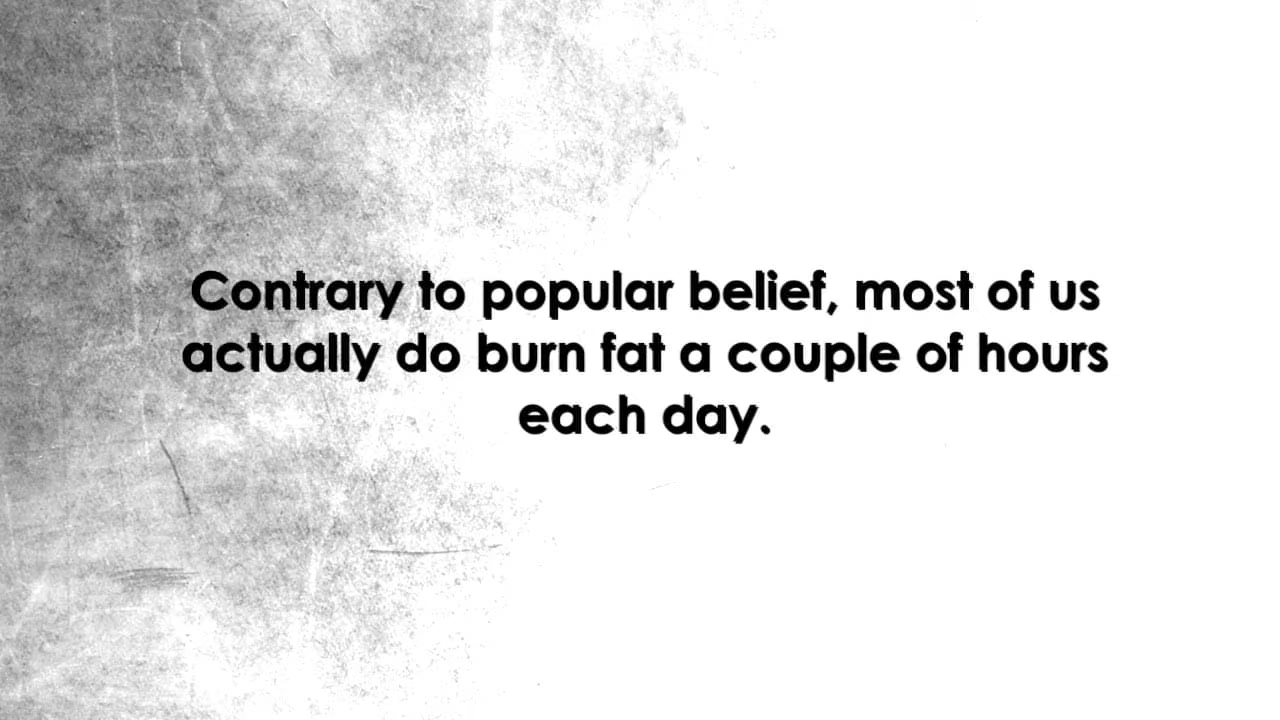 Contrary to popular belief, most of us
actually do burn fat a couple of hours
each day.